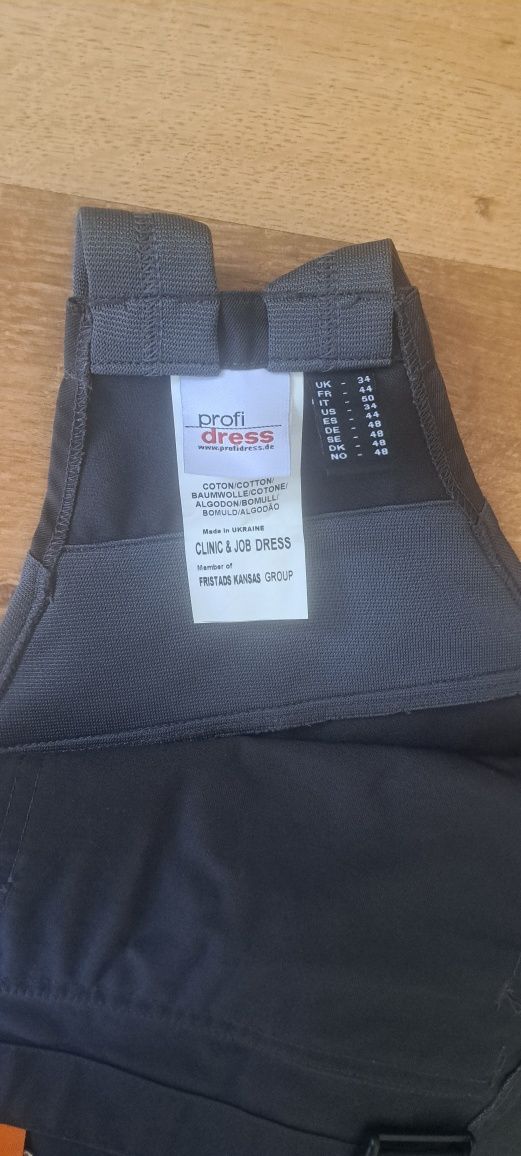 profi
dress
www.profidress.de
COTON/COTTON/
BAUMWOLLE/COTONE/
ALGODON/BOMULL/
BOMULD/ALGODÃO
Made in UKRAINE
CLINIC & JOB DRESS
Member of
FRISTADS KANSAS GROUP
UK - 34
FR - 44
IT - 50
US - 34
ES - 44
DE - 48
SE - 48
DK - 48
NO - 48